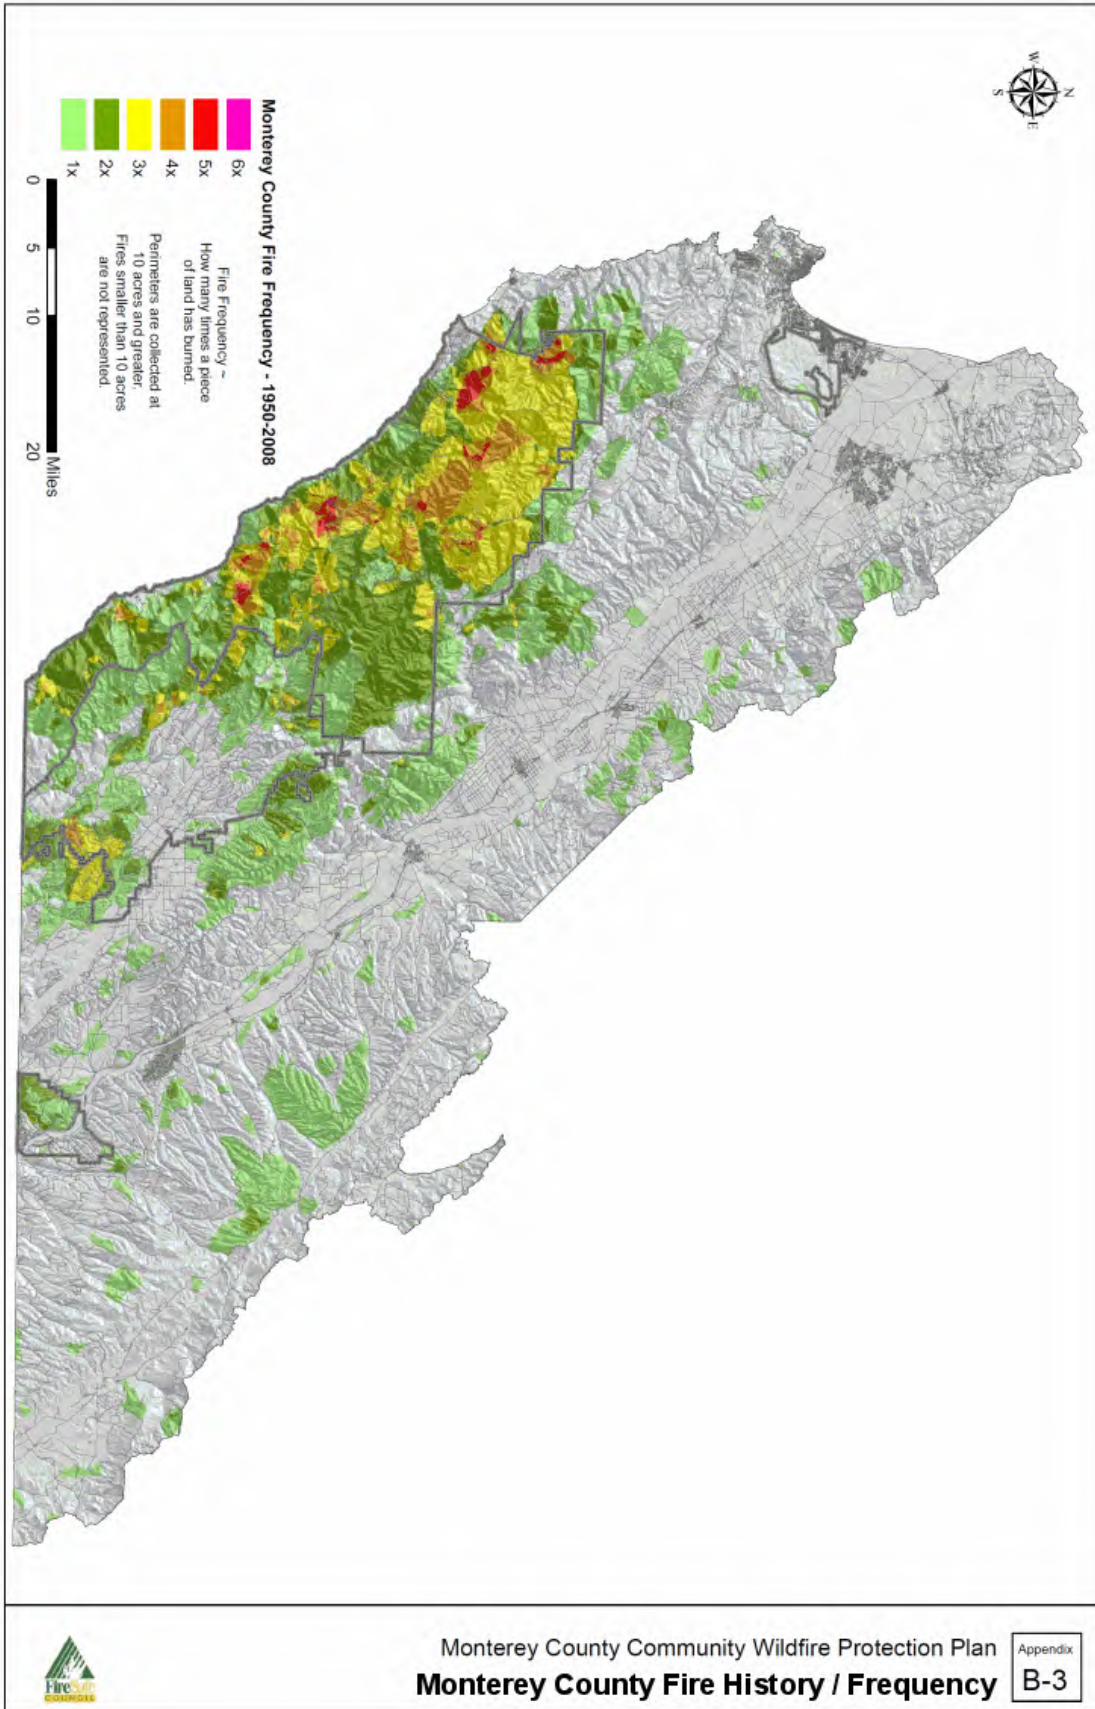 N
W
E
S
Monterey County Fire Frequency - 1950-2008
6x
5x
4x
3x
2x
1x
Fire Frequency ~
How many times a piece
of land has burned.
Perimeters are collected at
10 acres and greater.
Fires smaller than 10 acres
are not represented.
0
5
10
20
Miles
FireSafe
COUNCIL
Monterey County Community Wildfire Protection Plan
Monterey County Fire History / Frequency
Appendix
B-3